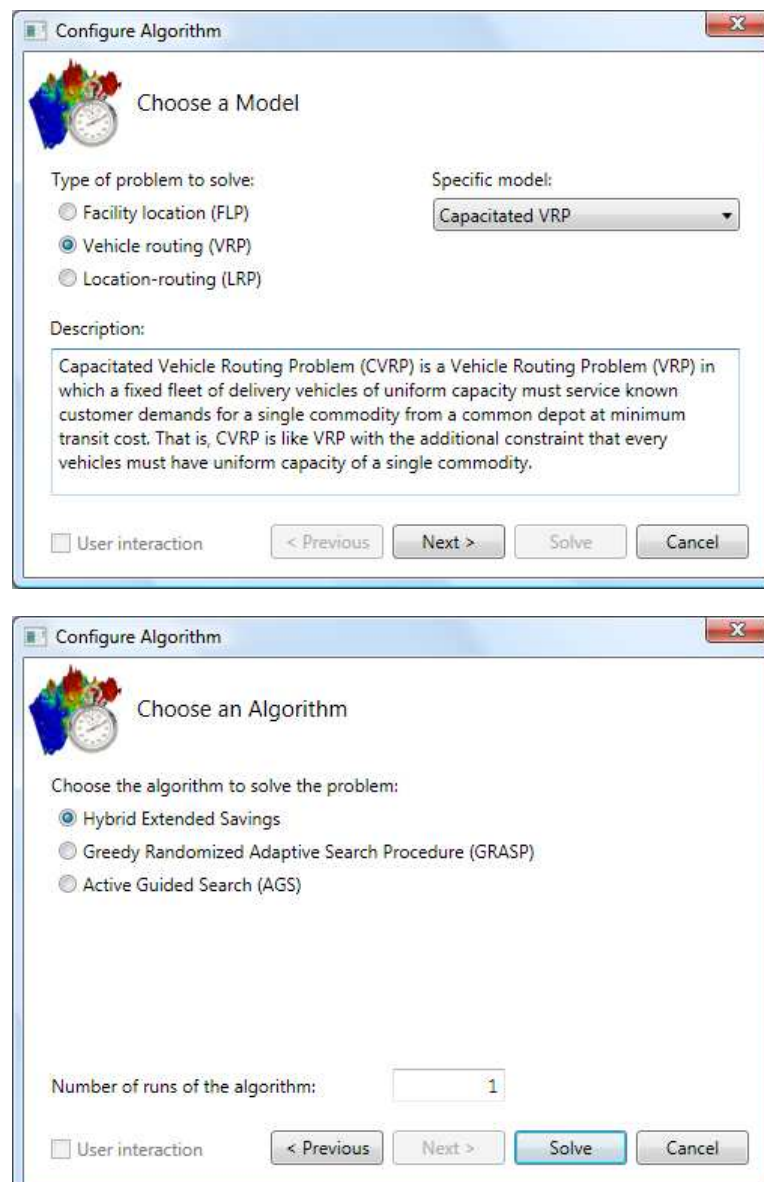 Configure Algorithm
Choose a Model
Type of problem to solve:
Specific model:
Facility location (FLP)
Capacitated VRP
Vehicle routing (VRP)
Location-routing (LRP)
Description:
Capacitated Vehicle Routing Problem (CVRP) is a Vehicle Routing Problem (VRP) in
which a fixed fleet of delivery vehicles of uniform capacity must service known
customer demands for a single commodity from a common depot at minimum
transit cost. That is, CVRP is like VRP with the additional constraint that every
vehicles must have uniform capacity of a single commodity.
User interaction
< Previous
Next >
Solve
Cancel
Configure Algorithm
Choose an Algorithm
Choose the algorithm to solve the problem:
Hybrid Extended Savings
Greedy Randomized Adaptive Search Procedure (GRASP)
Active Guided Search (AGS)
Number of runs of the algorithm:
1
User interaction
< Previous
Next >
Solve
Cancel